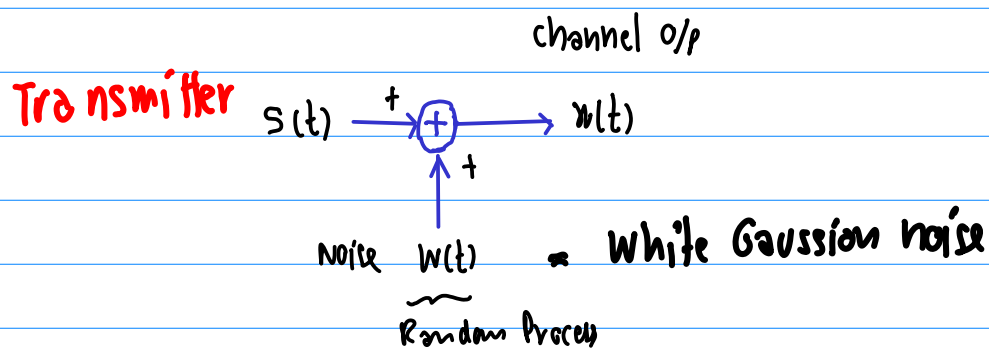 channel O/P
Transmitter S(t) + + x(t)
+
Noise W(t) = White Gaussian noise
Random Process